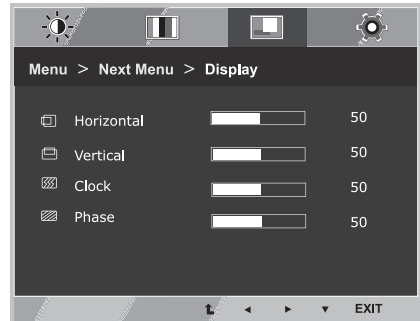 Menu > Next Menu > Display
Horizontal 50
Vertical 50
Clock 50
Phase 50
EXIT